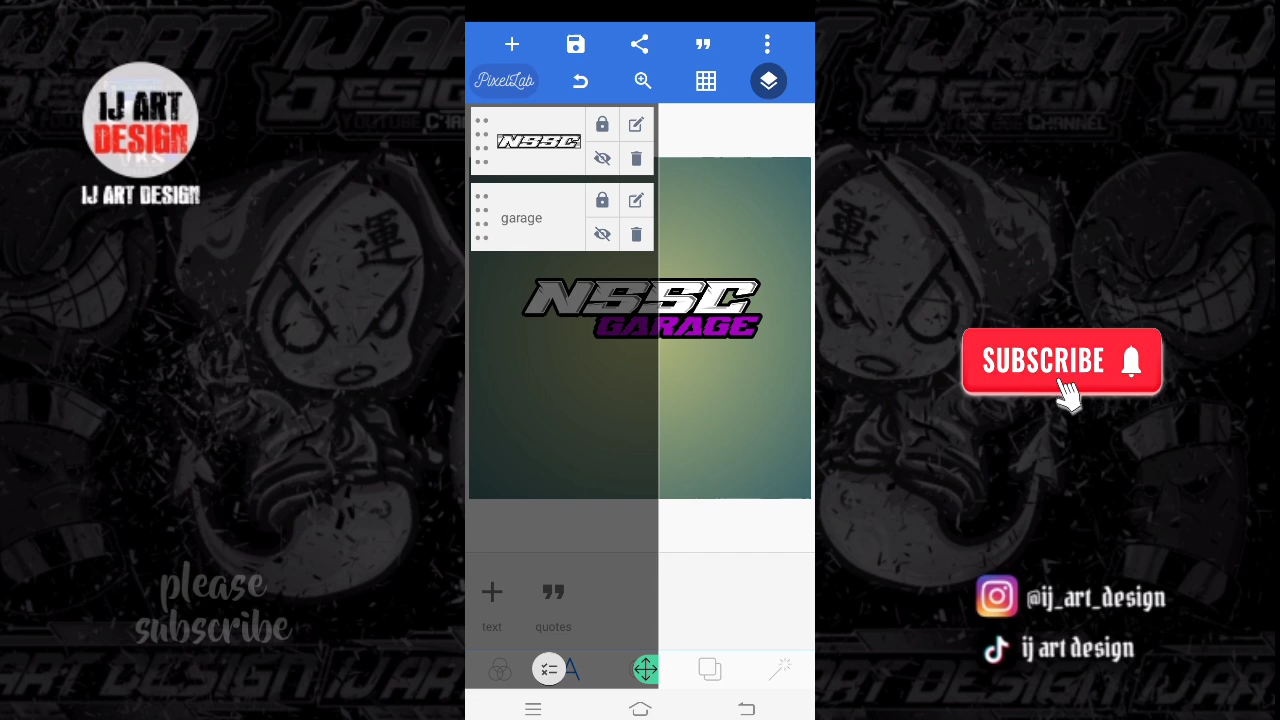 IJ ART
DESIGN
IJ ART DESIGN
PixelLab
NSSC
garage
NSSC
GARAGE
SUBSCRIBE
please
subscribe
text
quotes
@ij_art_design
ij art design
運